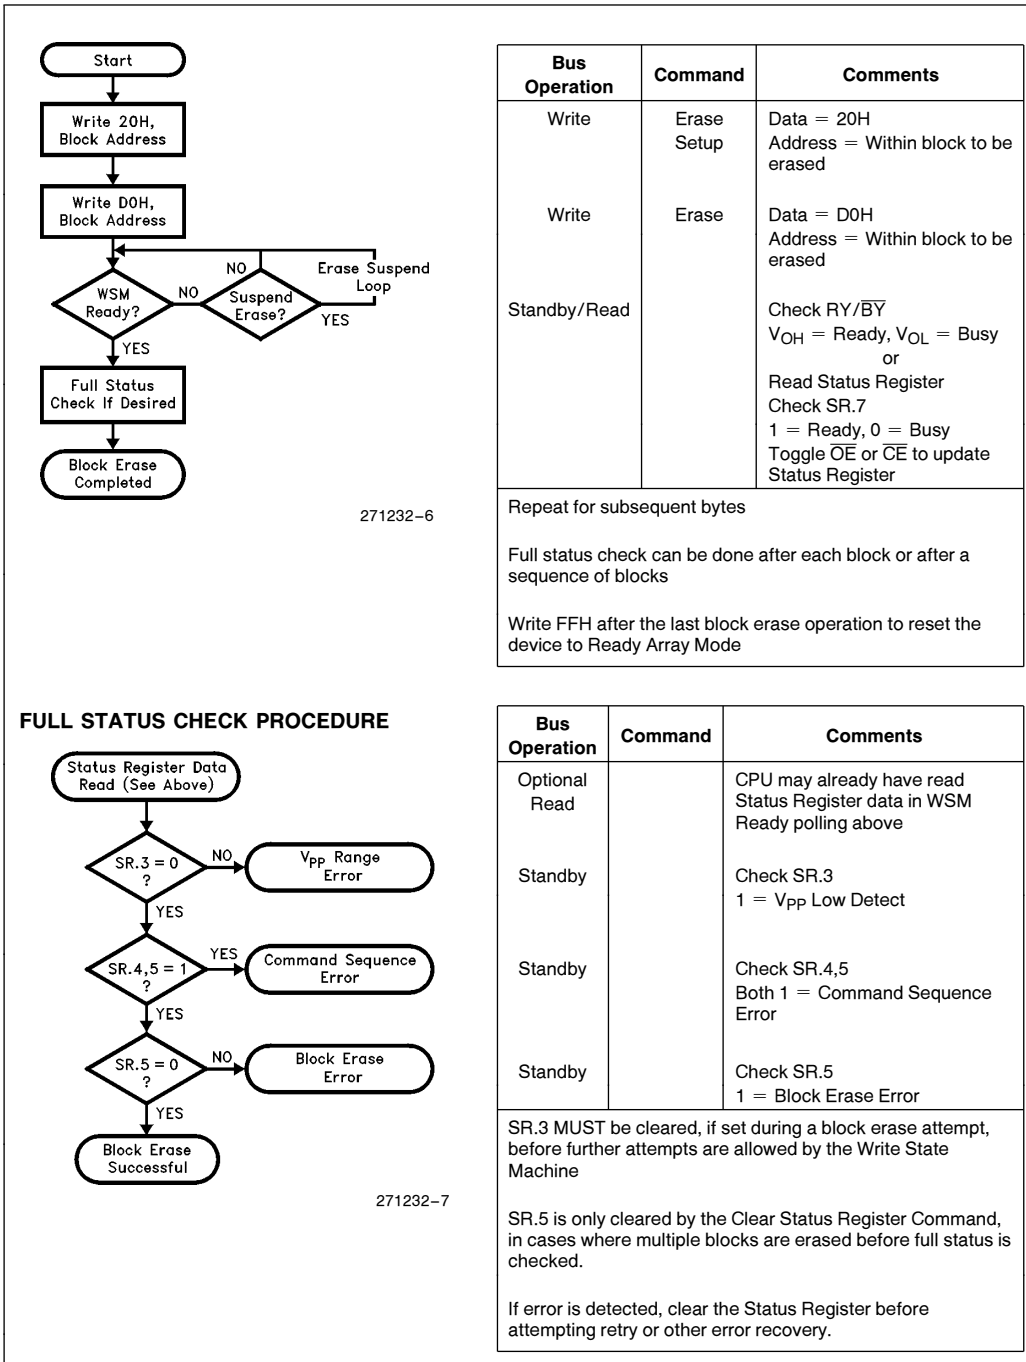 Start
Write 20H,
Block Address
Write D0H,
Block Address
NO
Erase Suspend
Loop
WSM
Ready?
NO
Suspend
Erase?
YES
YES
Full Status
Check If Desired
Block Erase
Completed
271232–6
Bus
Operation
Command
Comments
Write
Erase
Setup
Data = 20H
Address = Within block to be
erased
Write
Erase
Data = D0H
Address = Within block to be
erased
Standby/Read
Check RY/B̅Y̅
VOH = Ready, VOL = Busy
or
Read Status Register
Check SR.7
1 = Ready, 0 = Busy
Toggle O̅E̅ or C̅E̅ to update
Status Register
Repeat for subsequent bytes
Full status check can be done after each block or after a
sequence of blocks
Write FFH after the last block erase operation to reset the
device to Ready Array Mode
FULL STATUS CHECK PROCEDURE
Status Register Data
Read (See Above)
SR.3 = 0
?
NO
VPP Range
Error
YES
SR.4,5 = 1
?
YES
Command Sequence
Error
YES
SR.5 = 0
?
NO
Block Erase
Error
YES
Block Erase
Successful
271232–7
Bus
Operation
Command
Comments
Optional
Read
CPU may already have read
Status Register data in WSM
Ready polling above
Standby
Check SR.3
1 = VPP Low Detect
Standby
Check SR.4,5
Both 1 = Command Sequence
Error
Standby
Check SR.5
1 = Block Erase Error
SR.3 MUST be cleared, if set during a block erase attempt,
before further attempts are allowed by the Write State
Machine
SR.5 is only cleared by the Clear Status Register Command,
in cases where multiple blocks are erased before full status is
checked.
If error is detected, clear the Status Register before
attempting retry or other error recovery.